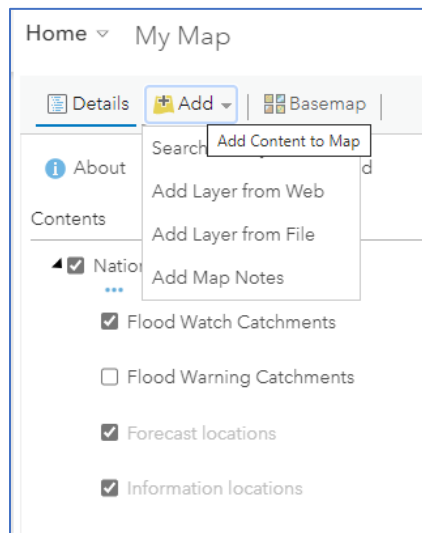 Home My Map
Details Add Basemap
Add Content to Map
Search
About
Add Layer from Web
Contents
Add Layer from File
Add Map Notes
Flood Watch Catchments
Flood Warning Catchments
Forecast locations
Information locations